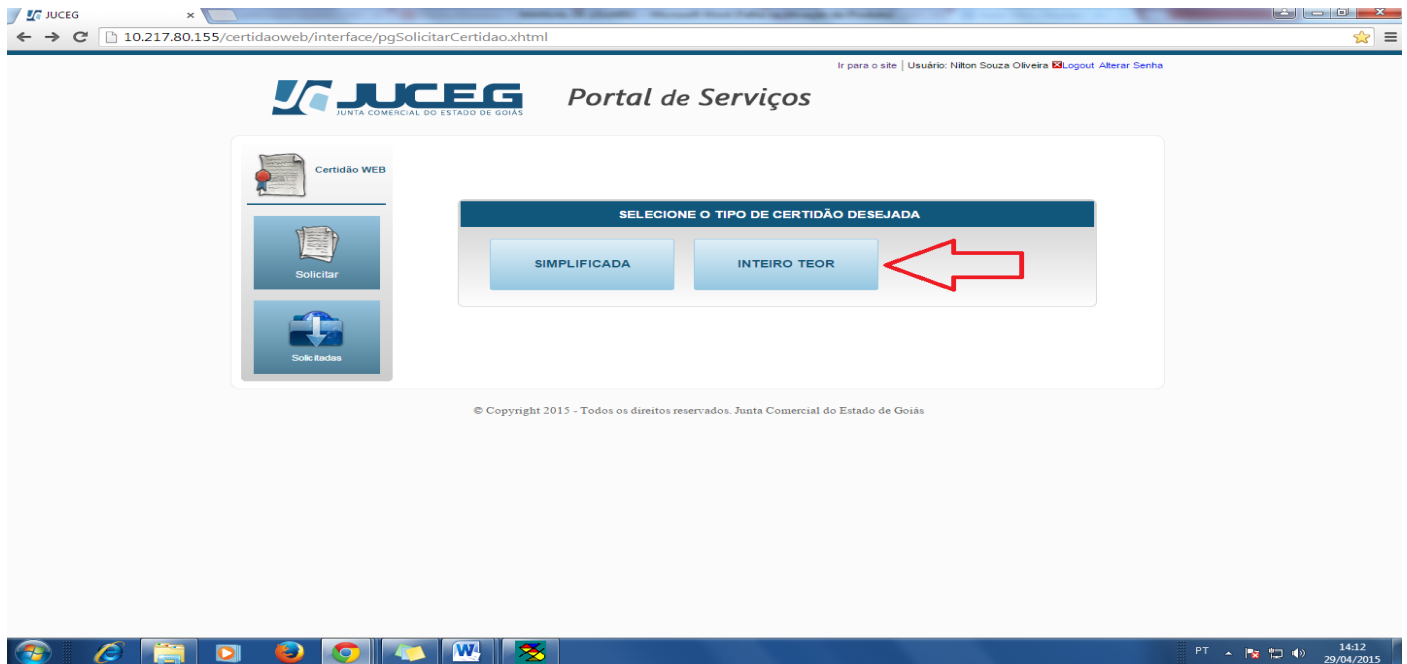 JUCEG
10.217.80.155/certidaoweb/interface/pgSolicitarCertidao.xhtml
Ir para o site | Usuário: Nilton Souza Oliveira Logout Alterar Senha
JUCEG
JUNTA COMERCIAL DO ESTADO DE GOIÁS
Portal de Serviços
Certidão WEB
Solicitar
Solicitadas
SELECIONE O TIPO DE CERTIDÃO DESEJADA
SIMPLIFICADA
INTEIRO TEOR
© Copyright 2015 - Todos os direitos reservados. Junta Comercial do Estado de Goiás
PT
14:12
29/04/2015